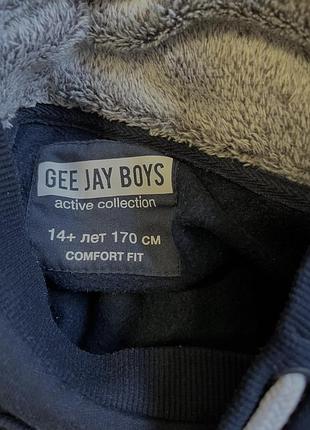 GEE JAY BOYS
active collection
14+ лет 170 см
COMFORT FIT